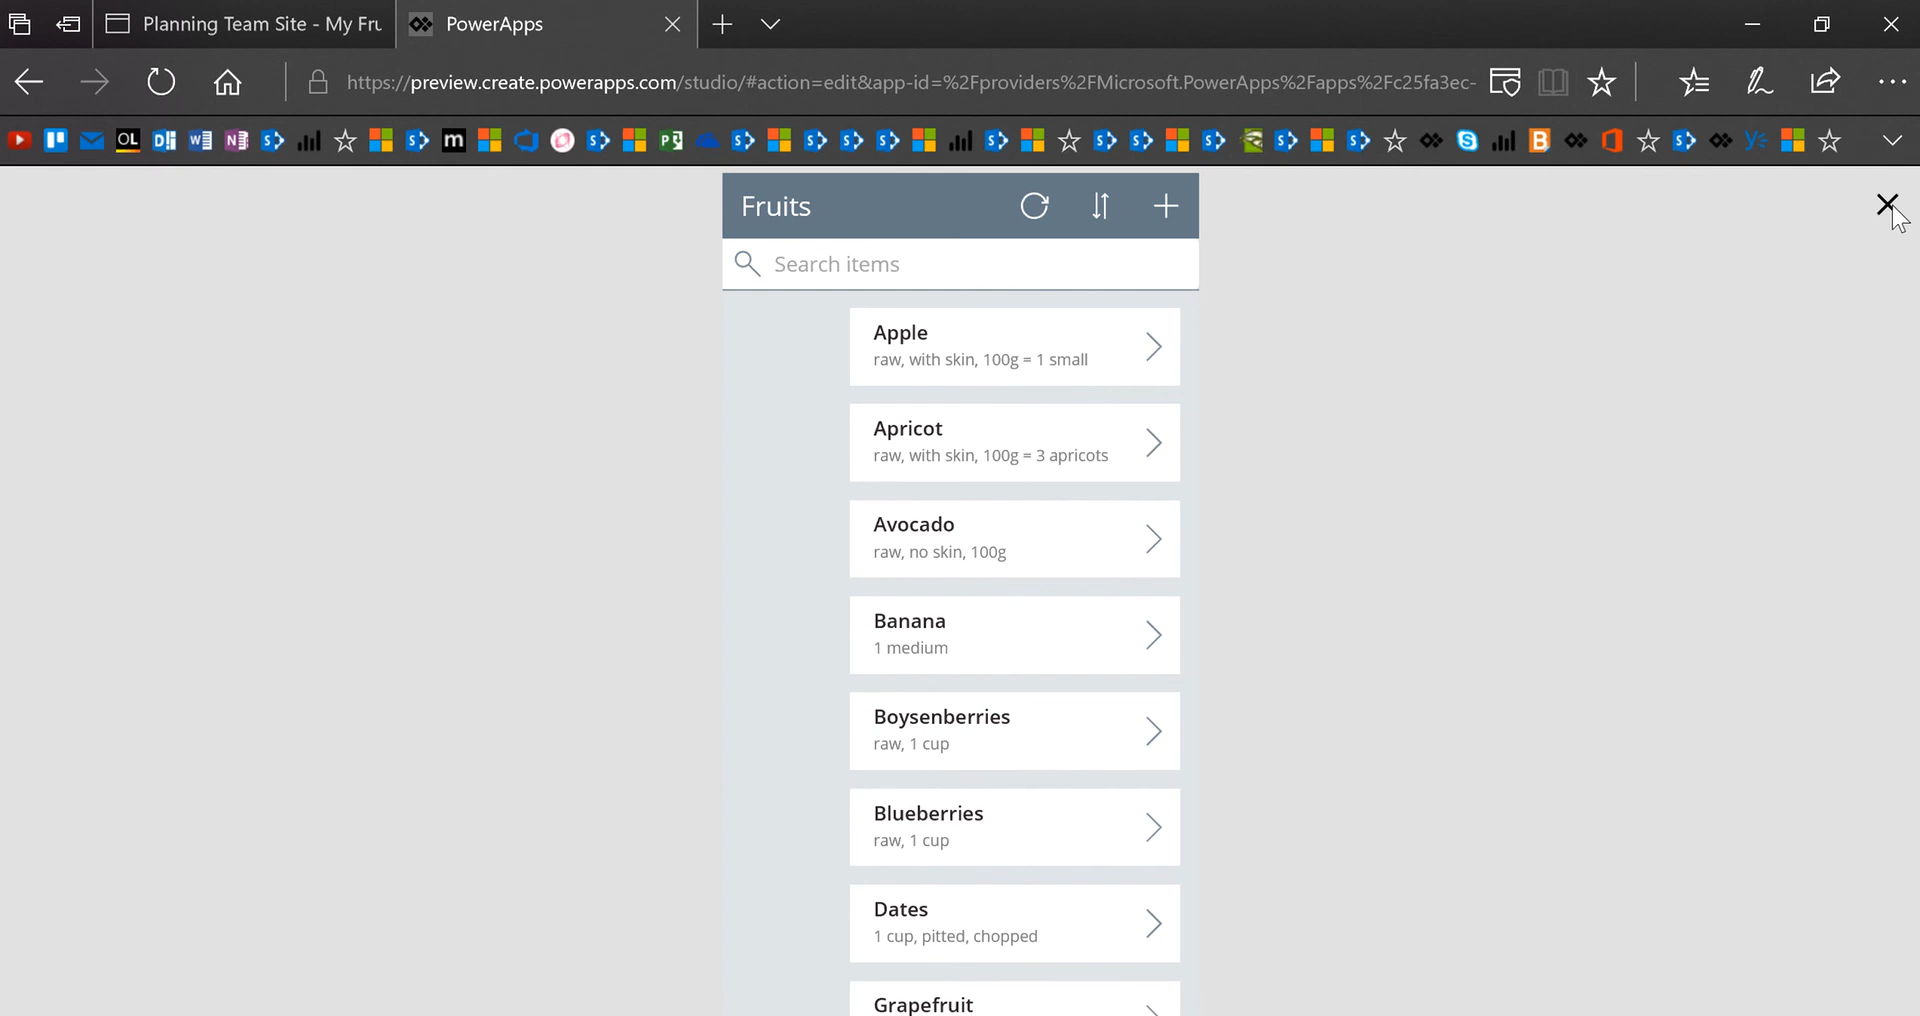 Planning Team Site - My Fru
PowerApps
https://preview.create.powerapps.com/studio/#action=edit&app-id=%2Fproviders%2FMicrosoft.PowerApps%2Fapps%2Fc25fa3ec-
OL
m
B
Fruits
Search items
Apple
raw, with skin, 100g = 1 small
Apricot
raw, with skin, 100g = 3 apricots
Avocado
raw, no skin, 100g
Banana
1 medium
Boysenberries
raw, 1 cup
Blueberries
raw, 1 cup
Dates
1 cup, pitted, chopped
Grapefruit